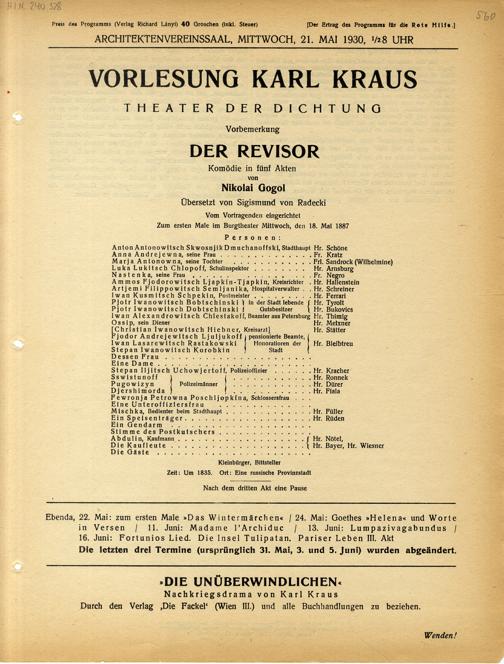 H.I.N. 240 528
560
Preis des Programms (Verlag Richard Lányi) 40 Groschen (inkl. Steuer) [Der Ertrag des Programms für die Rote Hilfe.]
ARCHITEKTENVEREINSSAAL, MITTWOCH, 21. MAI 1930, 1/28 UHR
VORLESUNG KARL KRAUS
THEATER DER DICHTUNG
Vorbemerkung
DER REVISOR
Komödie in fünf Akten
von
Nikolai Gogol
Übersetzt von Sigismund von Radecki
Vom Vortragenden eingerichtet
Zum ersten Male im Burgtheater Mittwoch, den 18. Mai 1887
Personen:
Anton Antonowitsch Skwosnjik Dmuchanoffski, Stadthaupt Hr. Schöne
Anna Andrejewna, seine Frau . . . . Fr. Kratz
Marja Antonowna, seine Tochter . . . . Frl. Sandrock (Wilhelmine)
Luka Lukitsch Chlopoff, Schulinspektor . . . . Hr. Arnsburg
Nastenka, seine Frau . . . . Fr. Negro
Ammos Fjodorowitsch Ljapkin-Tjapkin, Kreisrichter . . Hr. Hallenstein
Artjemi Filippowitsch Semljanika, Hospitalverwalter . . Hr. Schreiner
Iwan Kusmitsch Schpekin, Postmeister . . . . Hr. Ferrari
Pjotr Iwanowitsch Bobtschinski } In der Stadt lebende { Hr. Tyrolt
Pjotr Iwanowitsch Dobtschinski } Gutsbesitzer { Hr. Bukovics
Iwan Alexandrowitsch Chlestakoff, Beamter aus Petersburg Hr. Thimig
Ossip, sein Diener . . . . Hr. Meixner
[Christian Iwanowitsch Hiebner, Kreisarzt] . . . . Hr. Stätter
Fjodor Andrejewitsch Ljuljukoff } pensionierte Beamte,
Iwan Lasarewitsch Rastakowski } Honoratioren der } Hr. Bleibtreu
Stepan Iwanowitsch Korobkin } Stadt
Dessen Frau . . . .
Eine Dame . . . .
Stepan Iljitsch Uchowjertoff, Polizeioffizier . . . . Hr. Kracher
Sswistunoff } . . . . Hr. Ronnek
Pugowizyn } Polizeimänner { . . . . Hr. Dürer
Djershimorda } . . . . Hr. Fiala
Fewronja Petrowna Poschljopkina, Schlossersfrau . . . .
Eine Unteroffiziersfrau . . . .
Mischka, Bedienter beim Stadthaupt . . . . Hr. Füller
Ein Speisenträger . . . . Hr. Rüden
Ein Gendarm . . . .
Stimme des Postkutschers . . . .
Abdulin, Kaufmann . . . . { Hr. Nötel,
Die Kaufleute . . . . { Hr. Bayer, Hr. Wiesner
Die Gäste . . . .
Kleinbürger, Bittsteller
Zeit: Um 1835. Ort: Eine russische Provinzstadt
Nach dem dritten Akt eine Pause
Ebenda, 22. Mai: zum ersten Male »Das Wintermärchen« / 24. Mai: Goethes »Helena« und Worte
in Versen / 11. Juni: Madame l'Archiduc / 13. Juni: Lumpazivagabundus /
16. Juni: Fortunios Lied. Die Insel Tulipatan. Pariser Leben III. Akt
Die letzten drei Termine (ursprünglich 31. Mai, 3. und 5. Juni) wurden abgeändert.
»DIE UNÜBERWINDLICHEN«
Nachkriegsdrama von Karl Kraus
Durch den Verlag ‚Die Fackel' (Wien III.) und alle Buchhandlungen zu beziehen.
Wenden!